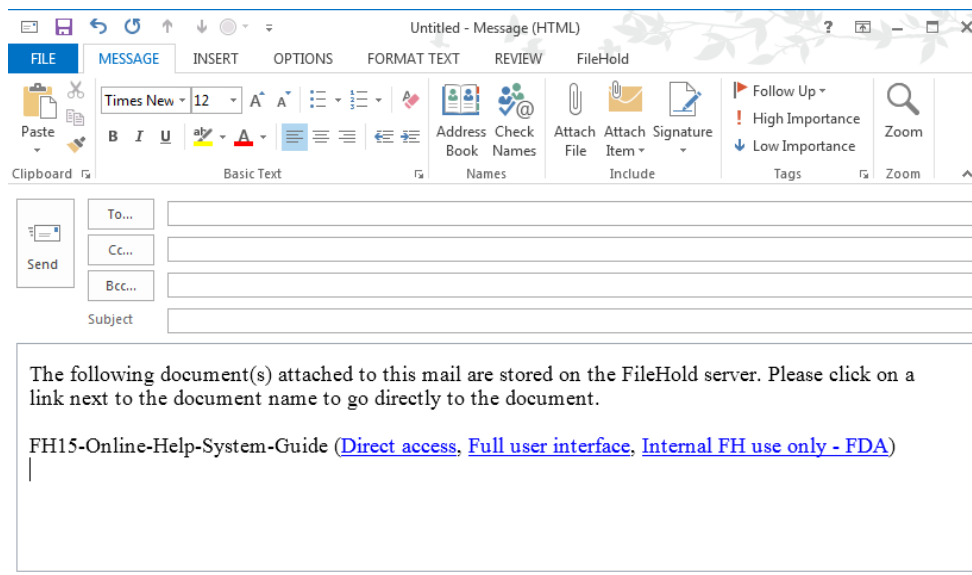 Untitled - Message (HTML)
?
FILE MESSAGE INSERT OPTIONS FORMAT TEXT REVIEW FileHold
Paste
Clipboard
Times New 12 A A
B I U aby A
Basic Text
Address Book
Check Names
Names
Attach File
Attach Item
Signature
Include
Follow Up
! High Importance
Low Importance
Tags
Zoom
Zoom
Send
To...
Cc...
Bcc...
Subject
The following document(s) attached to this mail are stored on the FileHold server. Please click on a
link next to the document name to go directly to the document.
FH15-Online-Help-System-Guide (Direct access, Full user interface, Internal FH use only - FDA)